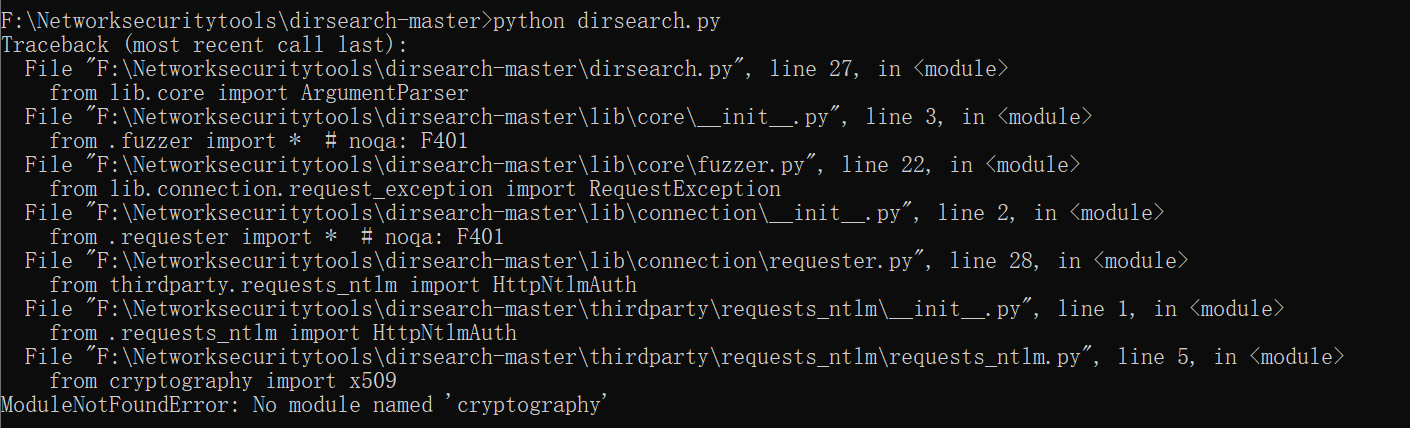 F:\Networksecuritytools\dirsearch-master>python dirsearch.py
Traceback (most recent call last):
  File "F:\Networksecuritytools\dirsearch-master\dirsearch.py", line 27, in <module>
    from lib.core import ArgumentParser
  File "F:\Networksecuritytools\dirsearch-master\lib\core\__init__.py", line 3, in <module>
    from .fuzzer import *  # noqa: F401
  File "F:\Networksecuritytools\dirsearch-master\lib\core\fuzzer.py", line 22, in <module>
    from lib.connection.request_exception import RequestException
  File "F:\Networksecuritytools\dirsearch-master\lib\connection\__init__.py", line 2, in <module>
    from .requester import *  # noqa: F401
  File "F:\Networksecuritytools\dirsearch-master\lib\connection\requester.py", line 28, in <module>
    from thirdparty.requests_ntlm import HttpNtlmAuth
  File "F:\Networksecuritytools\dirsearch-master\thirdparty\requests_ntlm\__init__.py", line 1, in <module>
    from .requests_ntlm import HttpNtlmAuth
  File "F:\Networksecuritytools\dirsearch-master\thirdparty\requests_ntlm\requests_ntlm.py", line 5, in <module>
    from cryptography import x509
ModuleNotFoundError: No module named 'cryptography'